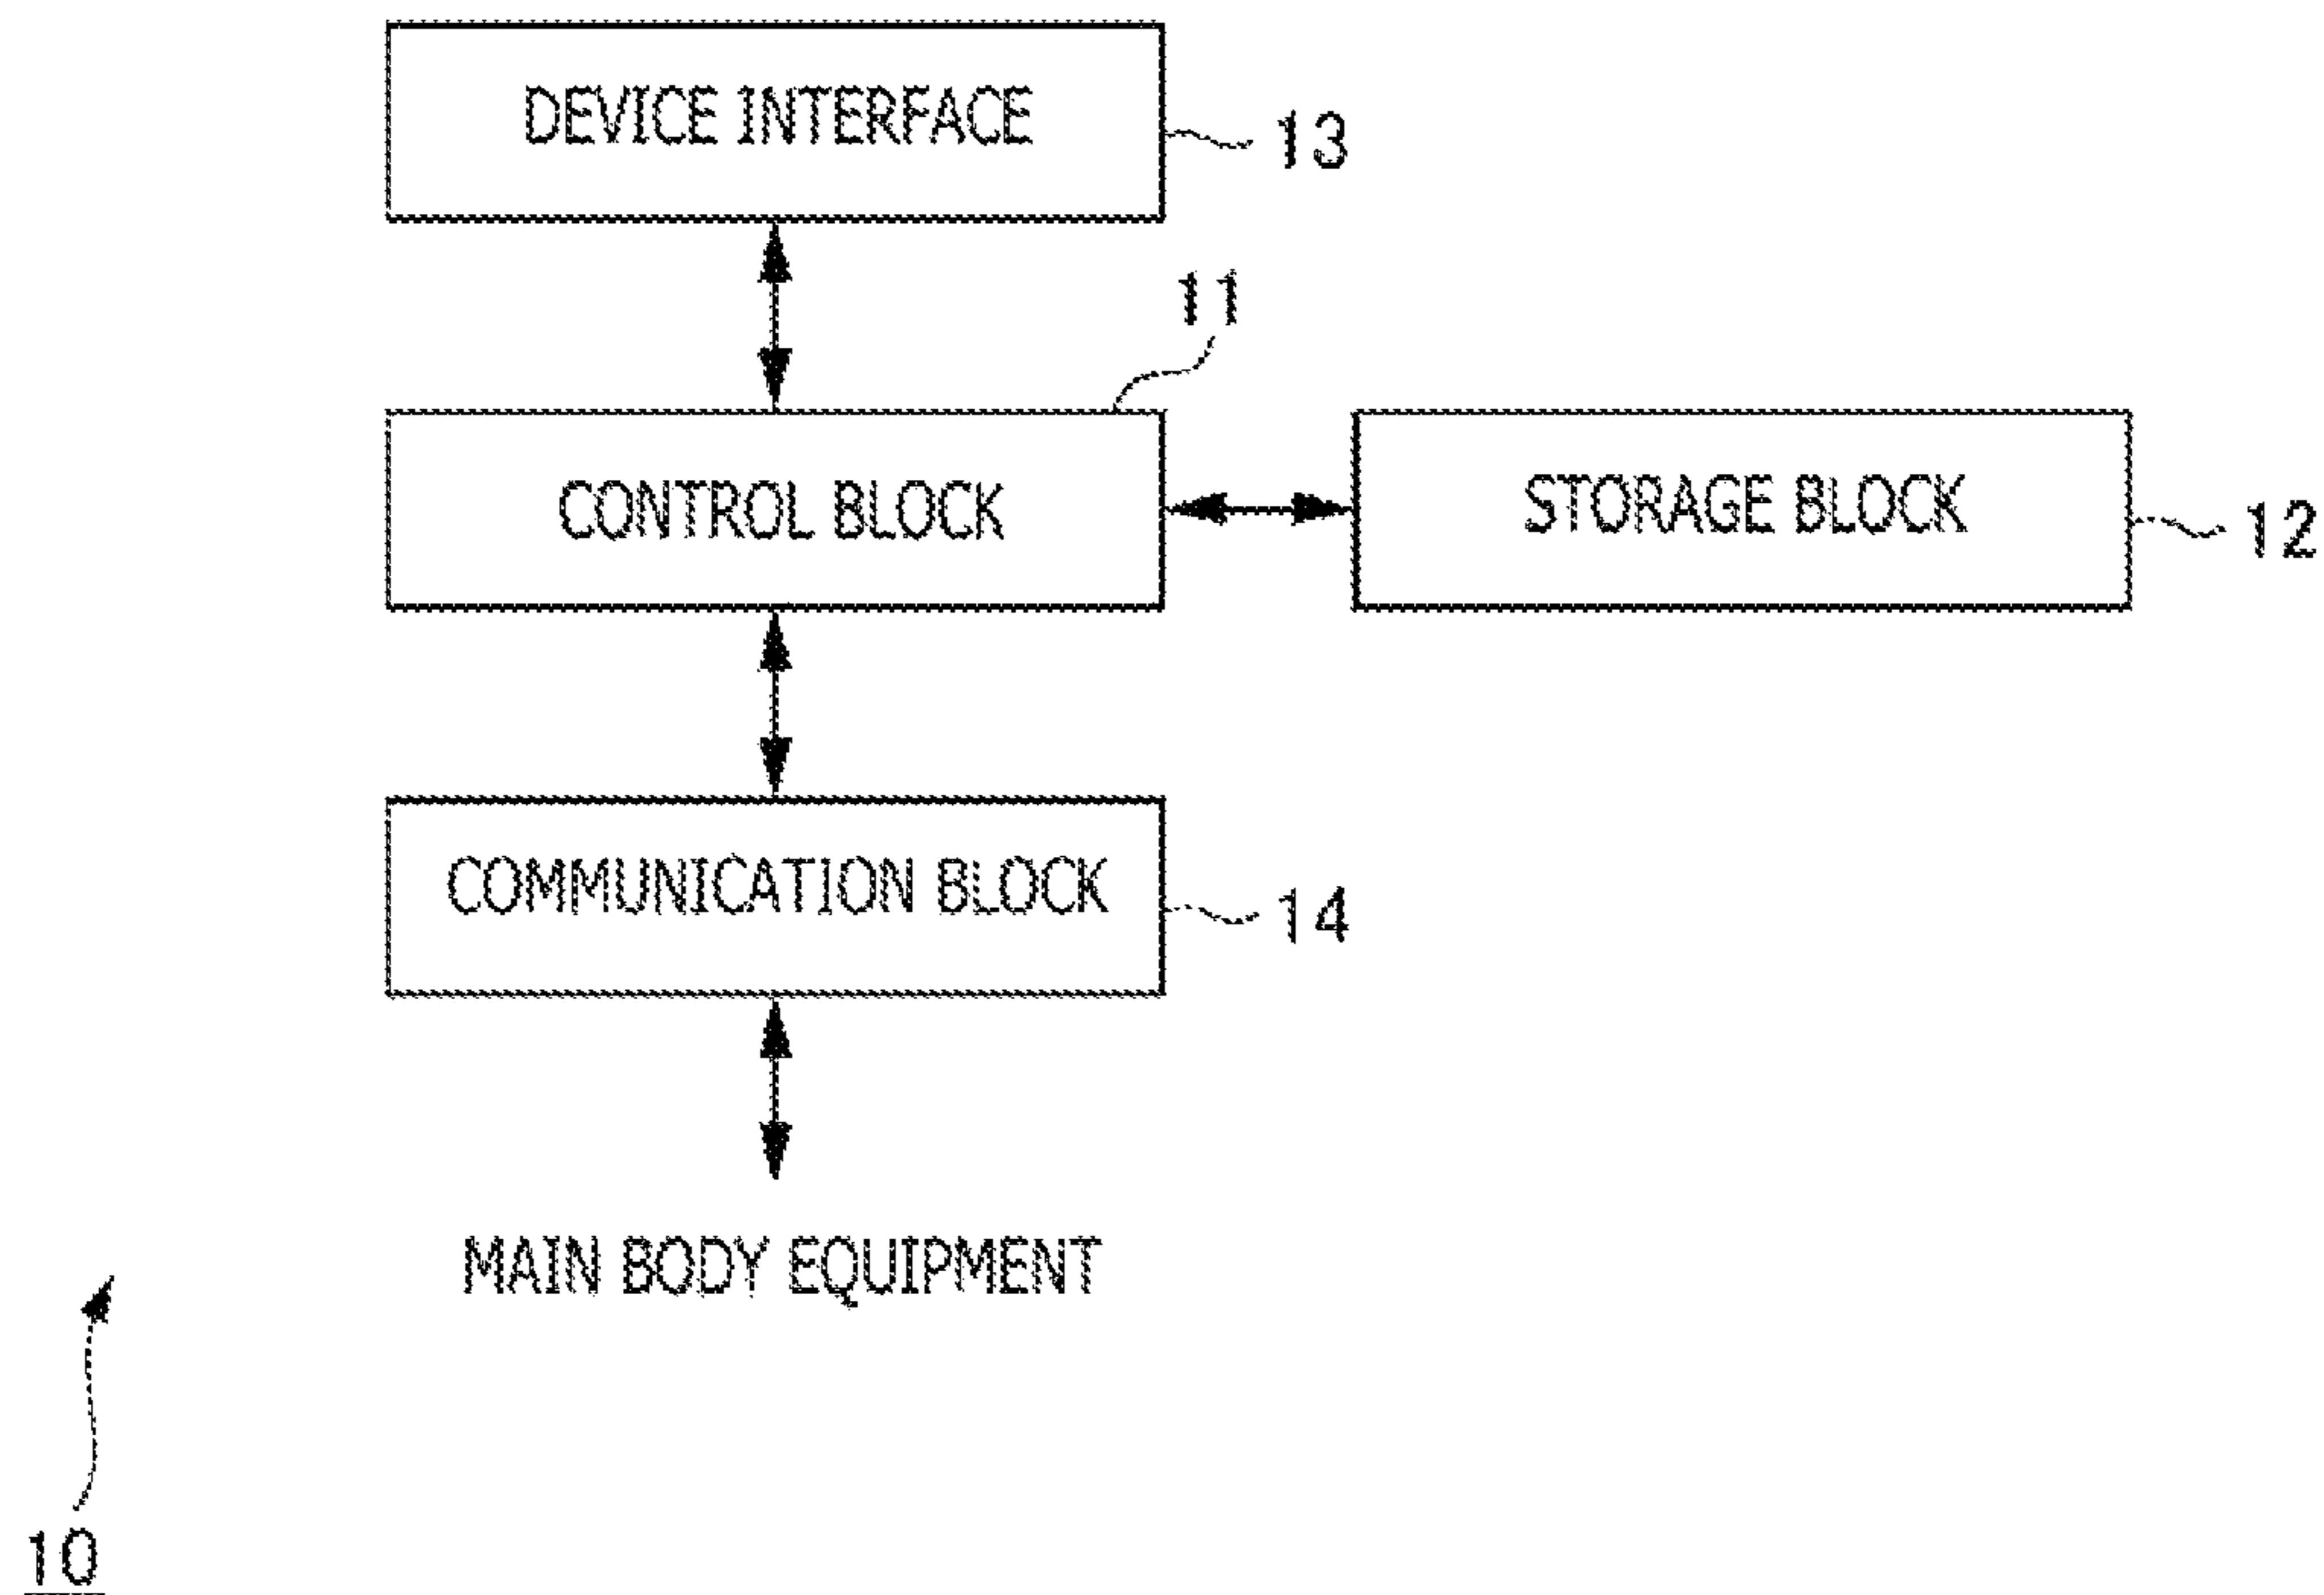 DEVICE INTERFACE
13
11
CONTROL BLOCK
STORAGE BLOCK
12
COMMUNICATION BLOCK
14
MAIN BODY EQUIPMENT
10